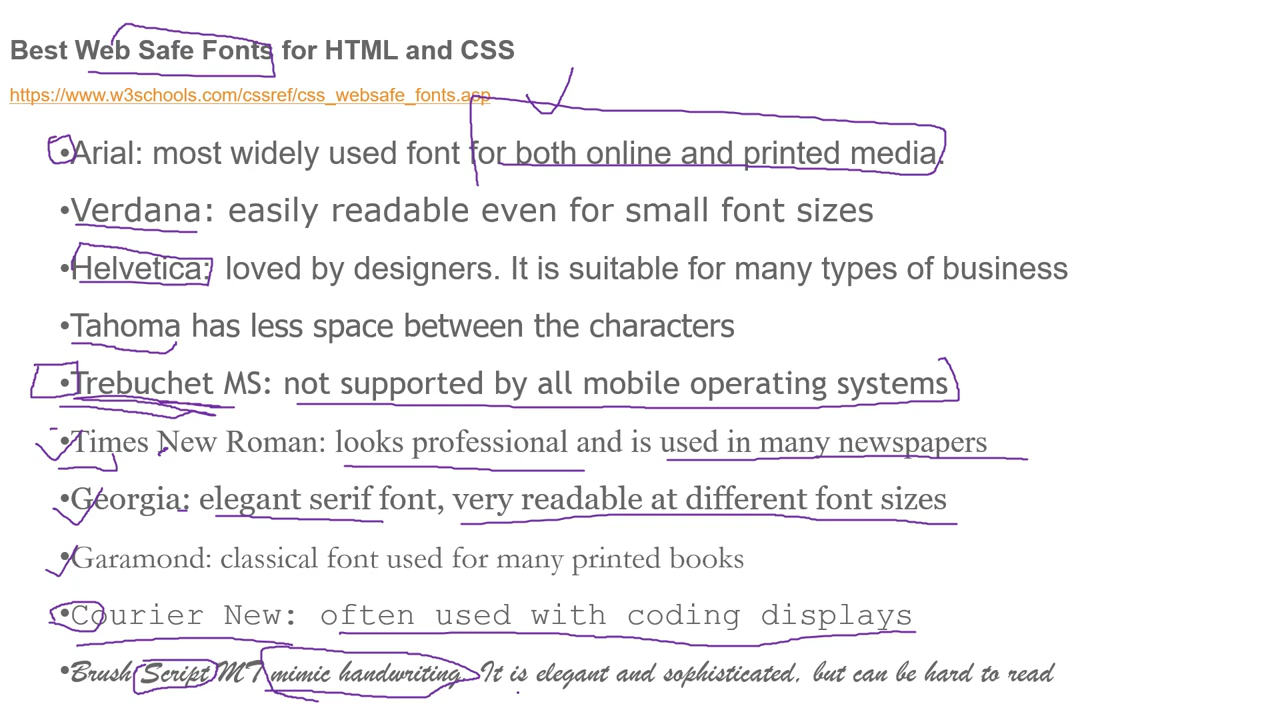 Best Web Safe Fonts for HTML and CSS
https://www.w3schools.com/cssref/css_websafe_fonts.asp
•Arial: most widely used font for both online and printed media.
•Verdana: easily readable even for small font sizes
•Helvetica: loved by designers. It is suitable for many types of business
•Tahoma has less space between the characters
•Trebuchet MS: not supported by all mobile operating systems
•Times New Roman: looks professional and is used in many newspapers
•Georgia: elegant serif font, very readable at different font sizes
•Garamond: classical font used for many printed books
•Courier New: often used with coding displays
•Brush Script MT mimic handwriting. It is elegant and sophisticated, but can be hard to read